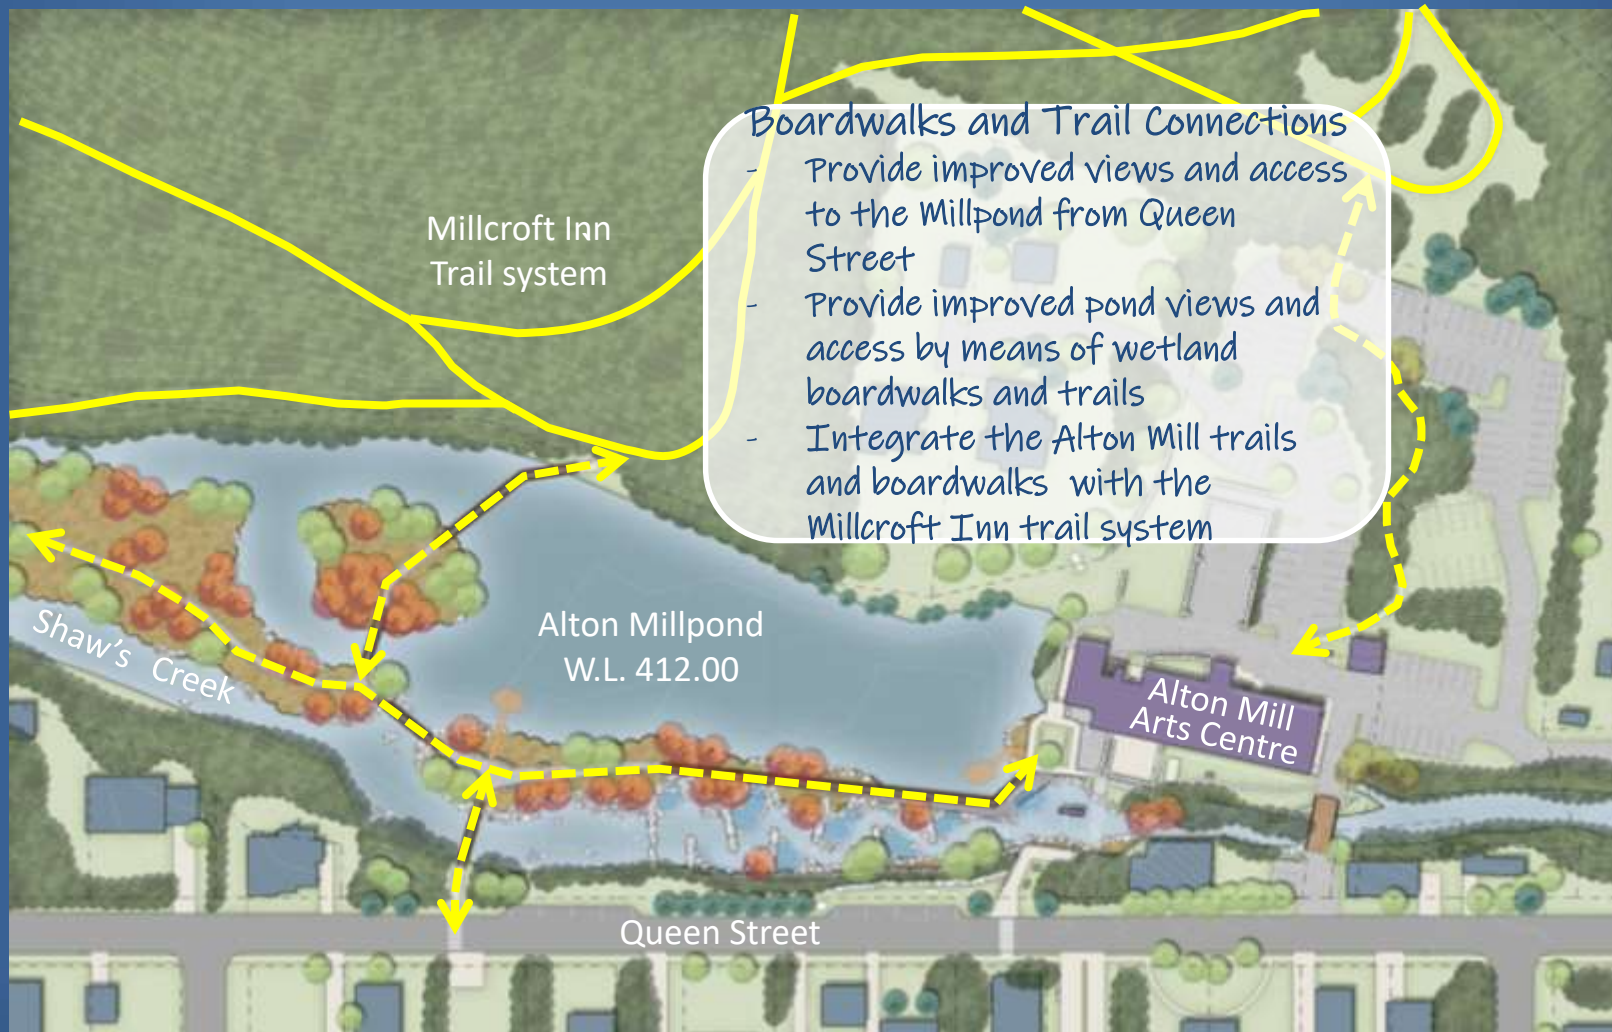 Boardwalks and Trail Connections
- Provide improved views and access
to the Millpond from Queen
Street
- Provide improved pond views and
access by means of wetland
boardwalks and trails
- Integrate the Alton Mill trails
and boardwalks with the
Millcroft Inn trail system
Millcroft Inn
Trail system
Alton Millpond
W.L. 412.00
Shaw's Creek
Alton Mill
Arts Centre
Queen Street